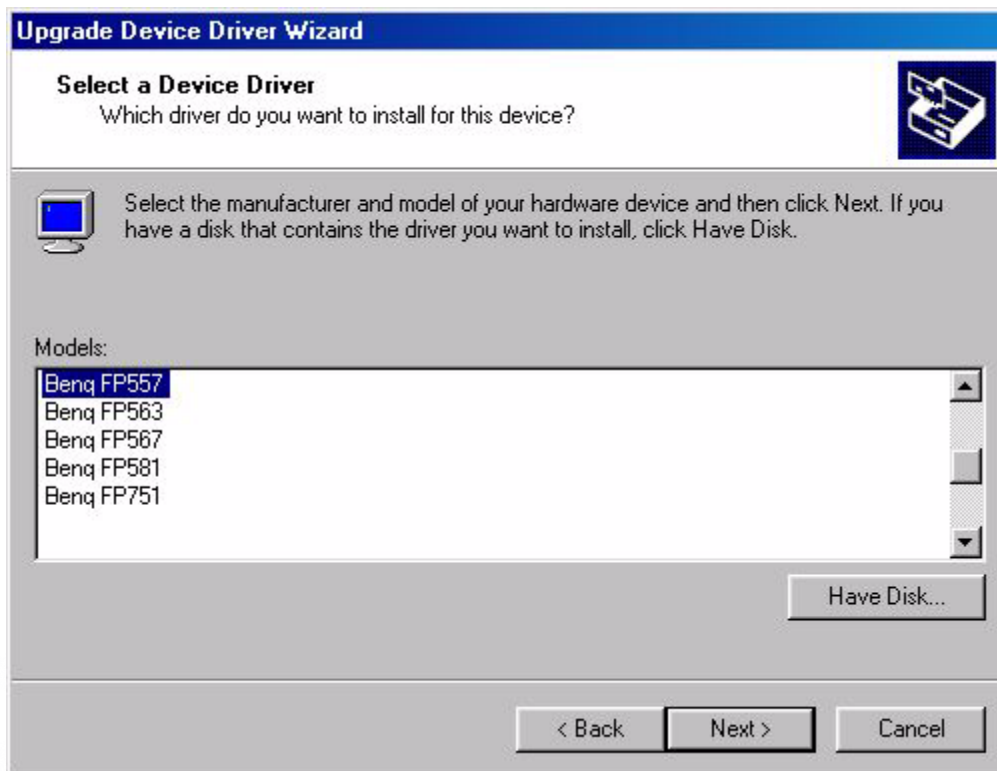 Upgrade Device Driver Wizard
Select a Device Driver
Which driver do you want to install for this device?
Select the manufacturer and model of your hardware device and then click Next. If you
have a disk that contains the driver you want to install, click Have Disk.
Models:
Benq FP557
Benq FP563
Benq FP567
Benq FP581
Benq FP751
Have Disk...
< Back
Next >
Cancel